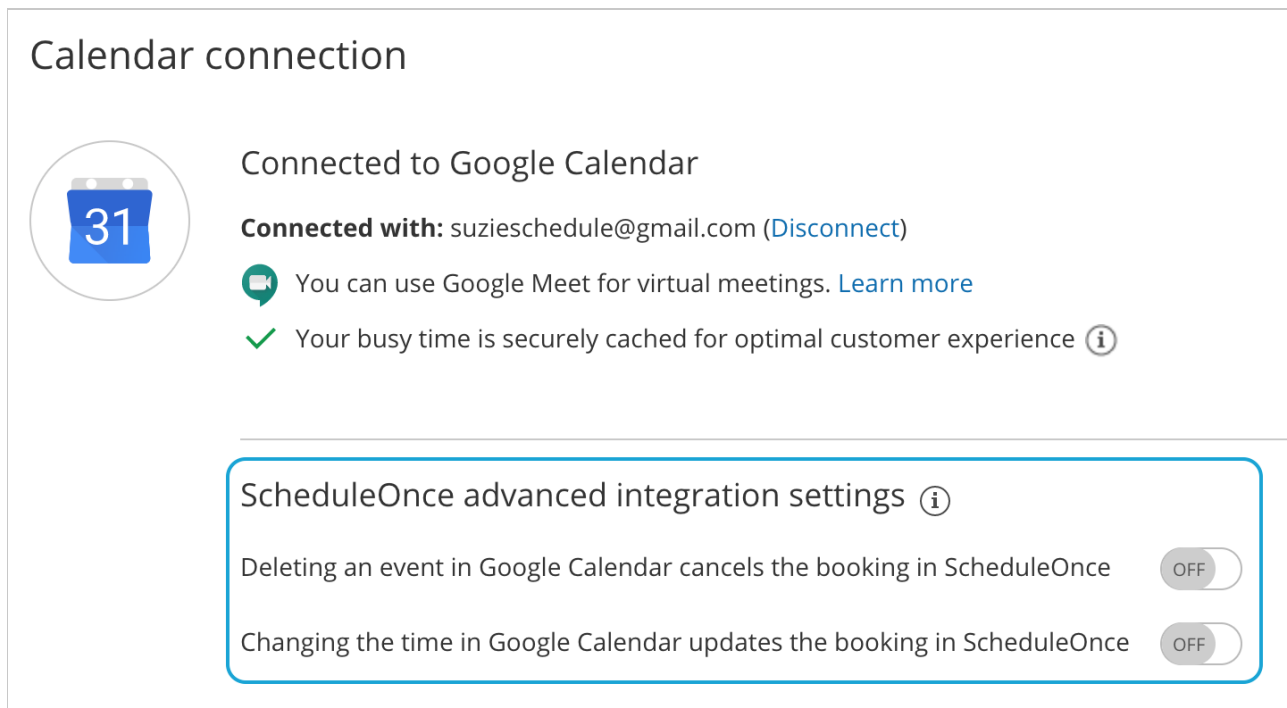 Calendar connection
31
Connected to Google Calendar
Connected with: suzieschedule@gmail.com (Disconnect)
You can use Google Meet for virtual meetings. Learn more
Your busy time is securely cached for optimal customer experience i
ScheduleOnce advanced integration settings i
Deleting an event in Google Calendar cancels the booking in ScheduleOnce OFF
Changing the time in Google Calendar updates the booking in ScheduleOnce OFF